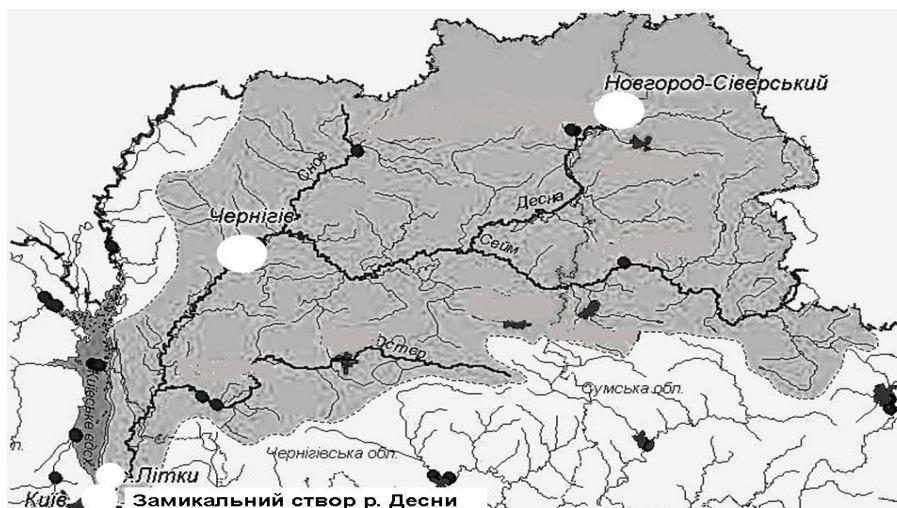 Новгород-Сіверський
Снов
Десна
Чернігів
Сейм
Остер
Сумська обл.
Київське вдсх.
Чернігівська обл.
Літки
Київ
Замикальний створ р. Десни